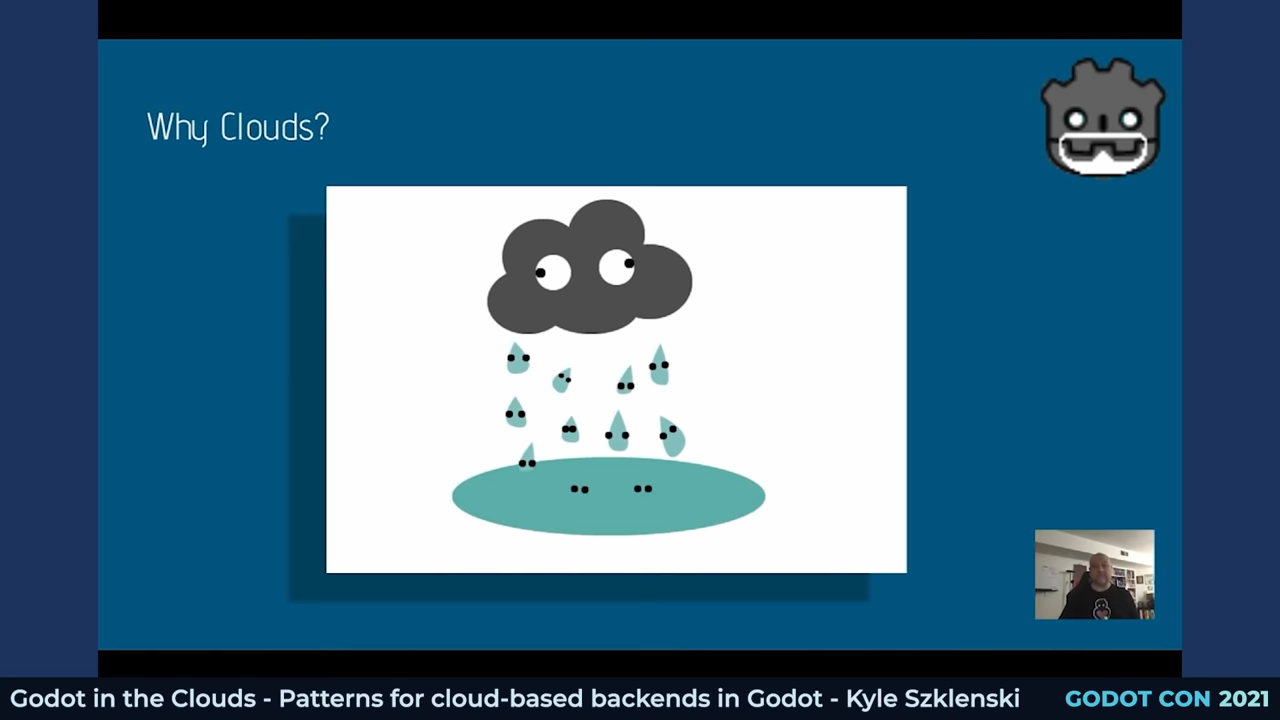 Why Clouds?
Godot in the Clouds - Patterns for cloud-based backends in Godot - Kyle Szklenski
GODOT CON 2021